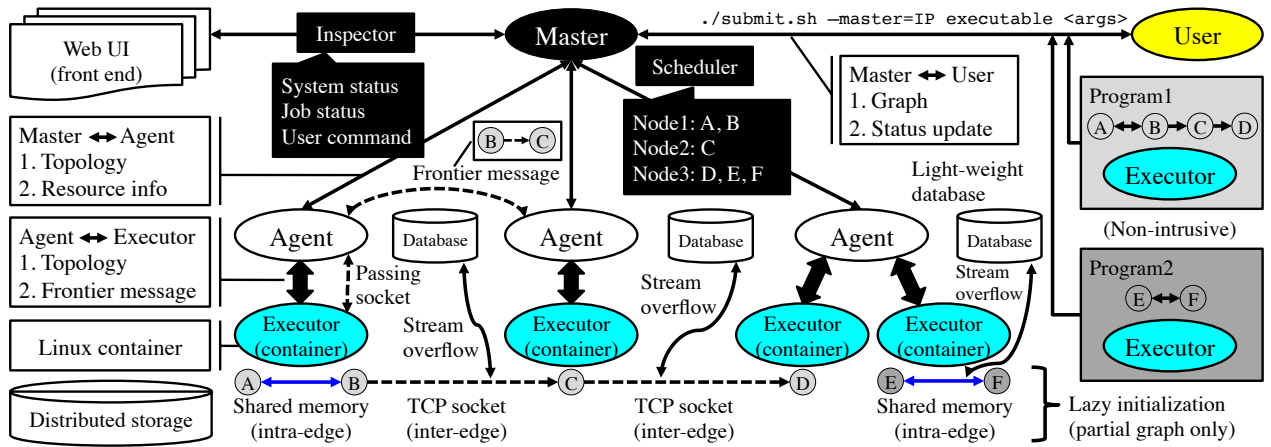 Web UI
(front end)
Inspector
Master
./submit.sh –master=IP executable <args>
User
System status
Job status
User command
Scheduler
Node1: A, B
Node2: C
Node3: D, E, F
Master ↔ User
1. Graph
2. Status update
Program1
A B C D
Executor
(Non-intrusive)
Master ↔ Agent
1. Topology
2. Resource info
B C
Frontier message
Light-weight
database
Agent ↔ Executor
1. Topology
2. Frontier message
Agent
Database
Agent
Database
Agent
Database
Passing
socket
Stream
overflow
Stream
overflow
Stream
overflow
Program2
E F
Executor
Linux container
Executor
(container)
Executor
(container)
Executor
(container)
Executor
(container)
A B C D E F
Distributed storage
Shared memory
(intra-edge)
TCP socket
(inter-edge)
TCP socket
(inter-edge)
Shared memory
(intra-edge)
Lazy initialization
(partial graph only)